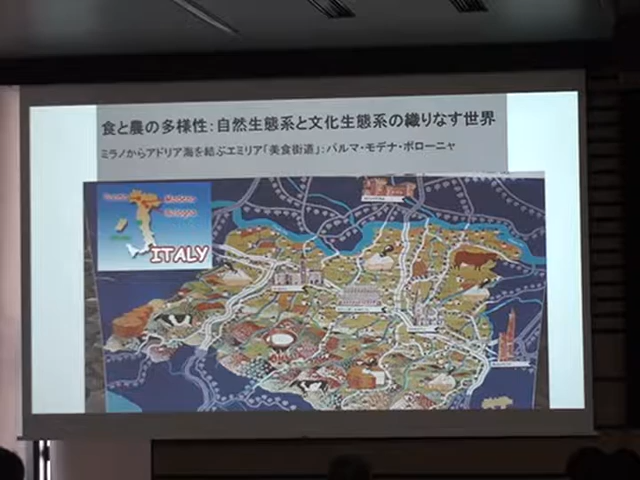 食と農の多様性：自然生態系と文化生態系の織りなす世界
ミラノからアドリア海を結ぶエミリア「美食街道」：パルマ・モデナ・ボローニャ
Parma
Modena
Bologna
ITALY